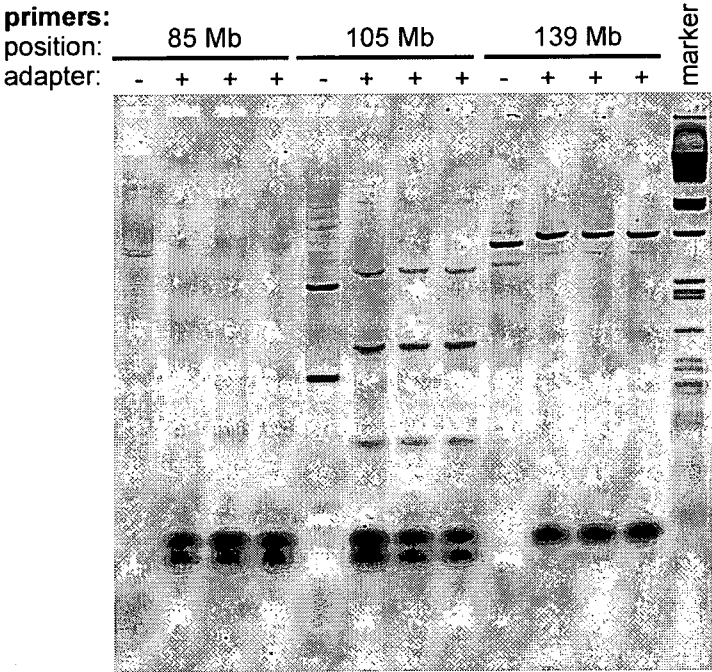 primers:
position: 85 Mb 105 Mb 139 Mb
adapter: - + + + - + + + - + + + marker